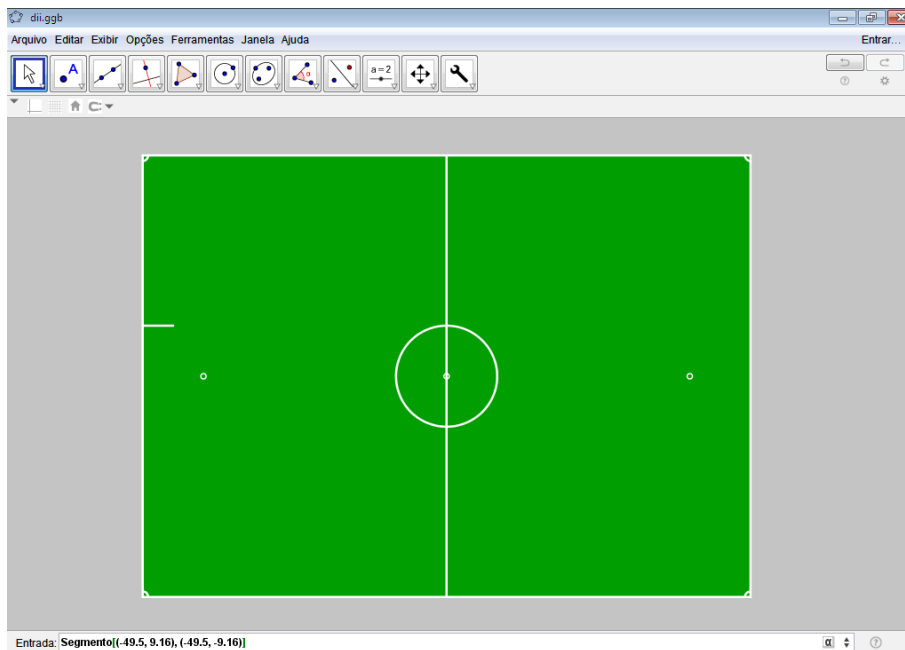 dii.ggb
Arquivo Editar Exibir Opções Ferramentas Janela Ajuda
Entrar...
A
α
a=2
Entrada: Segmento[(-49.5, 9.16), (-49.5, -9.16)]
α